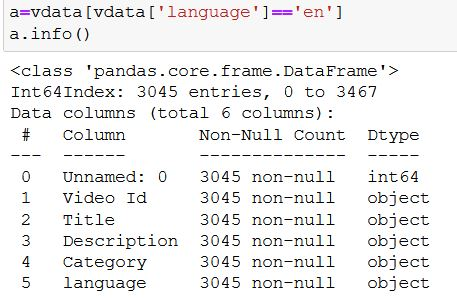 a=vdata[vdata['language']=='en']
a.info()
<class 'pandas.core.frame.DataFrame'>
Int64Index: 3045 entries, 0 to 3467
Data columns (total 6 columns):
 #   Column       Non-Null Count  Dtype
---  ------       --------------  -----
 0   Unnamed: 0   3045 non-null   int64
 1   Video Id     3045 non-null   object
 2   Title        3045 non-null   object
 3   Description  3045 non-null   object
 4   Category     3045 non-null   object
 5   language     3045 non-null   object